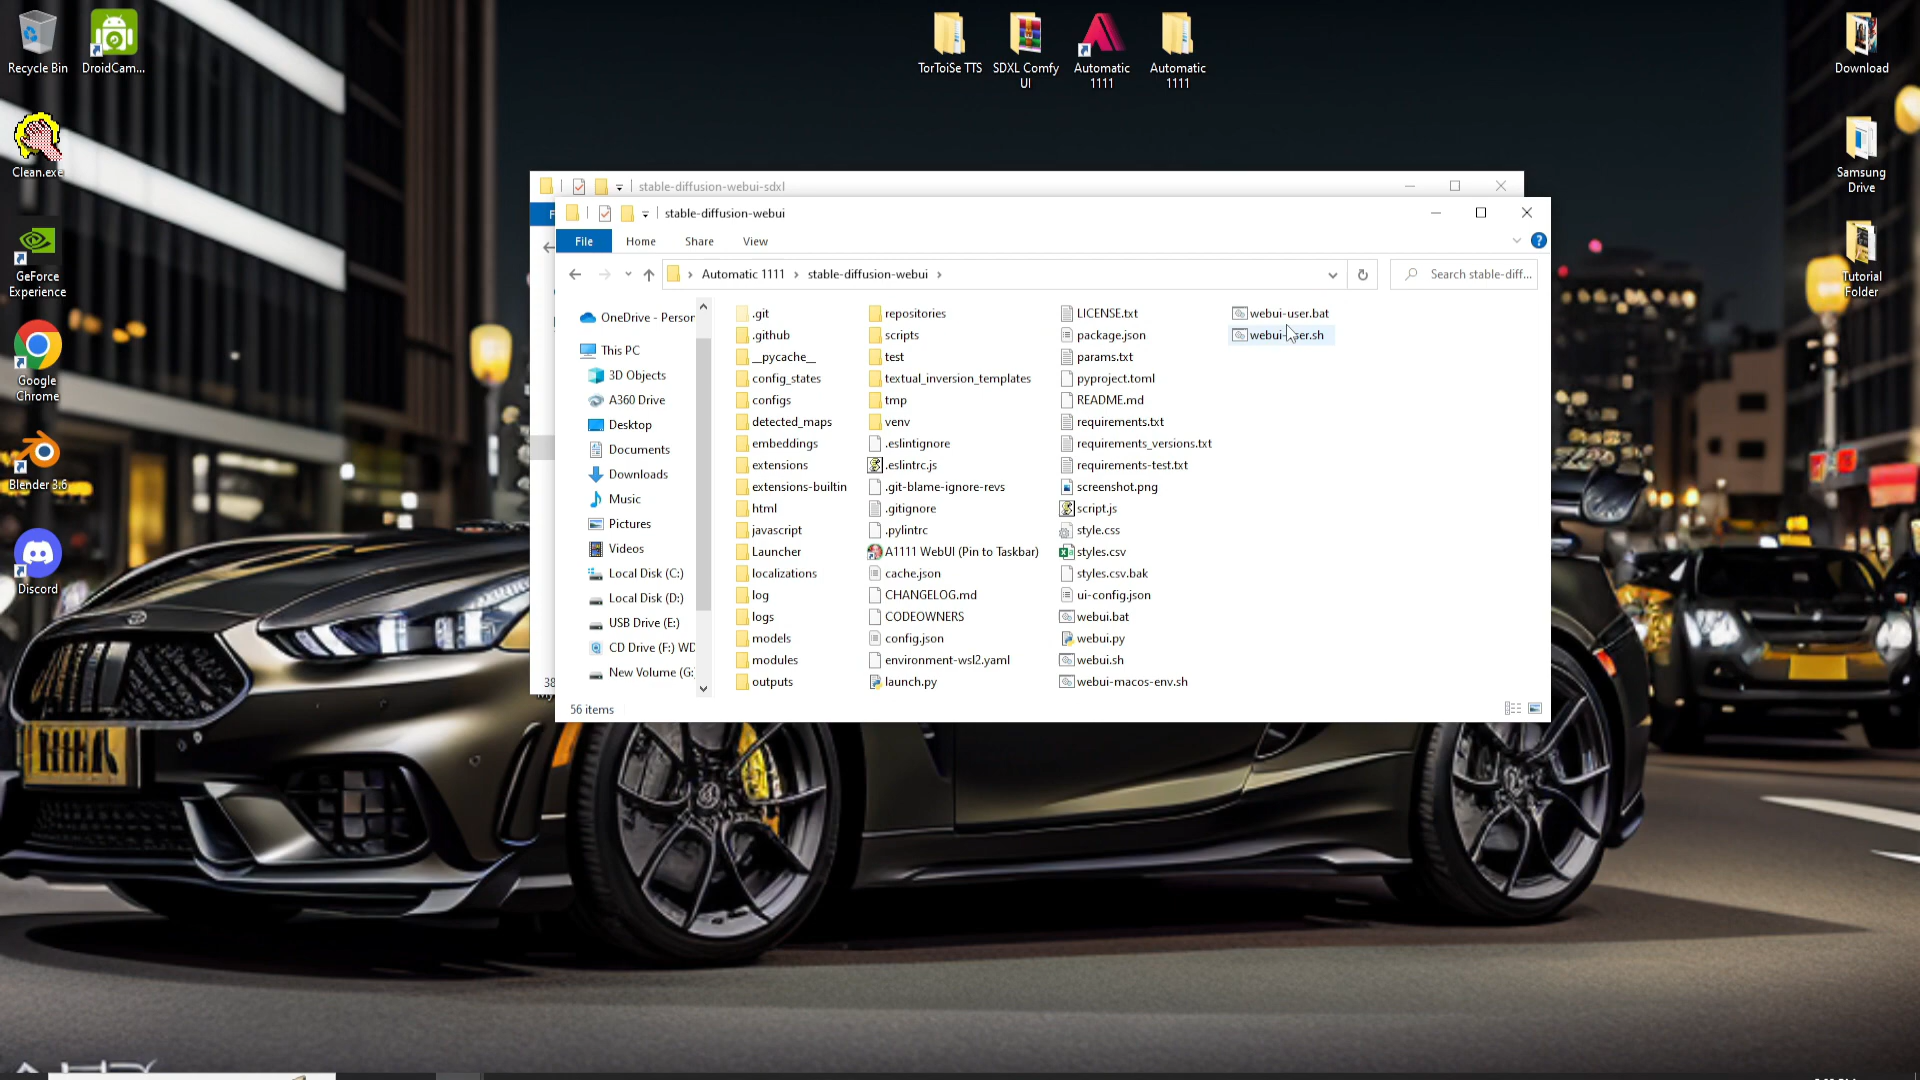 Recycle Bin
DroidCam...
Clean.exe
GeForce
Experience
Google
Chrome
Blender 3.6
Discord
TorToiSe TTS
SDXL Comfy
UI
Automatic
1111
Automatic
1111
Download
Samsung
Drive
Tutorial
Folder
stable-diffusion-webui-sdxl
F
38
stable-diffusion-webui
File
Home
Share
View
?
Automatic 1111 › stable-diffusion-webui ›
Search stable-diff...
OneDrive - Person
This PC
3D Objects
A360 Drive
Desktop
Documents
Downloads
Music
Pictures
Videos
Local Disk (C:)
Local Disk (D:)
USB Drive (E:)
CD Drive (F:) WD
New Volume (G:
.git
.github
__pycache__
config_states
configs
detected_maps
embeddings
extensions
extensions-builtin
html
javascript
Launcher
localizations
log
logs
models
modules
outputs
repositories
scripts
test
textual_inversion_templates
tmp
venv
.eslintignore
.eslintrc.js
.git-blame-ignore-revs
.gitignore
.pylintrc
A1111 WebUI (Pin to Taskbar)
cache.json
CHANGELOG.md
CODEOWNERS
config.json
environment-wsl2.yaml
launch.py
LICENSE.txt
package.json
params.txt
pyproject.toml
README.md
requirements.txt
requirements_versions.txt
requirements-test.txt
screenshot.png
script.js
style.css
styles.csv
styles.csv.bak
ui-config.json
webui.bat
webui.py
webui.sh
webui-macos-env.sh
webui-user.bat
webui-user.sh
56 items